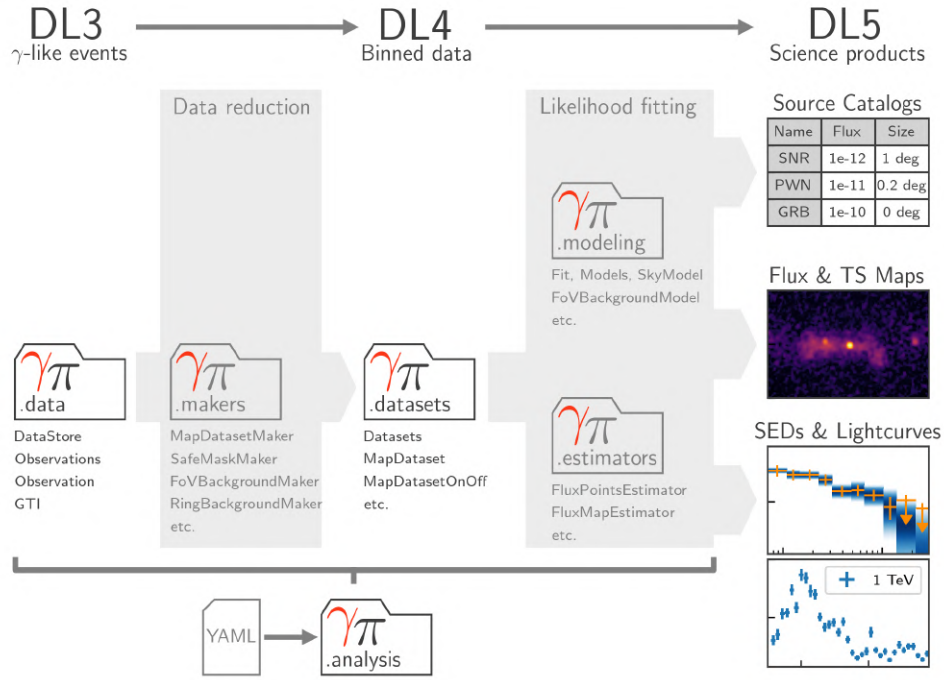 DL3
γ-like events
DL4
Binned data
DL5
Science products
Data reduction
Likelihood fitting
γπ
.data
DataStore
Observations
Observation
GTI
γπ
.makers
MapDatasetMaker
SafeMaskMaker
FoVBackgroundMaker
RingBackgroundMaker
etc.
γπ
.datasets
Datasets
MapDataset
MapDatasetOnOff
etc.
γπ
.modeling
Fit, Models, SkyModel
FoVBackgroundModel
etc.
γπ
.estimators
FluxPointsEstimator
FluxMapEstimator
etc.
Source Catalogs
Name Flux Size
SNR 1e-12 1 deg
PWN 1e-11 0.2 deg
GRB 1e-10 0 deg
Flux & TS Maps
SEDs & Lightcurves
1 TeV
YAML
γπ
.analysis